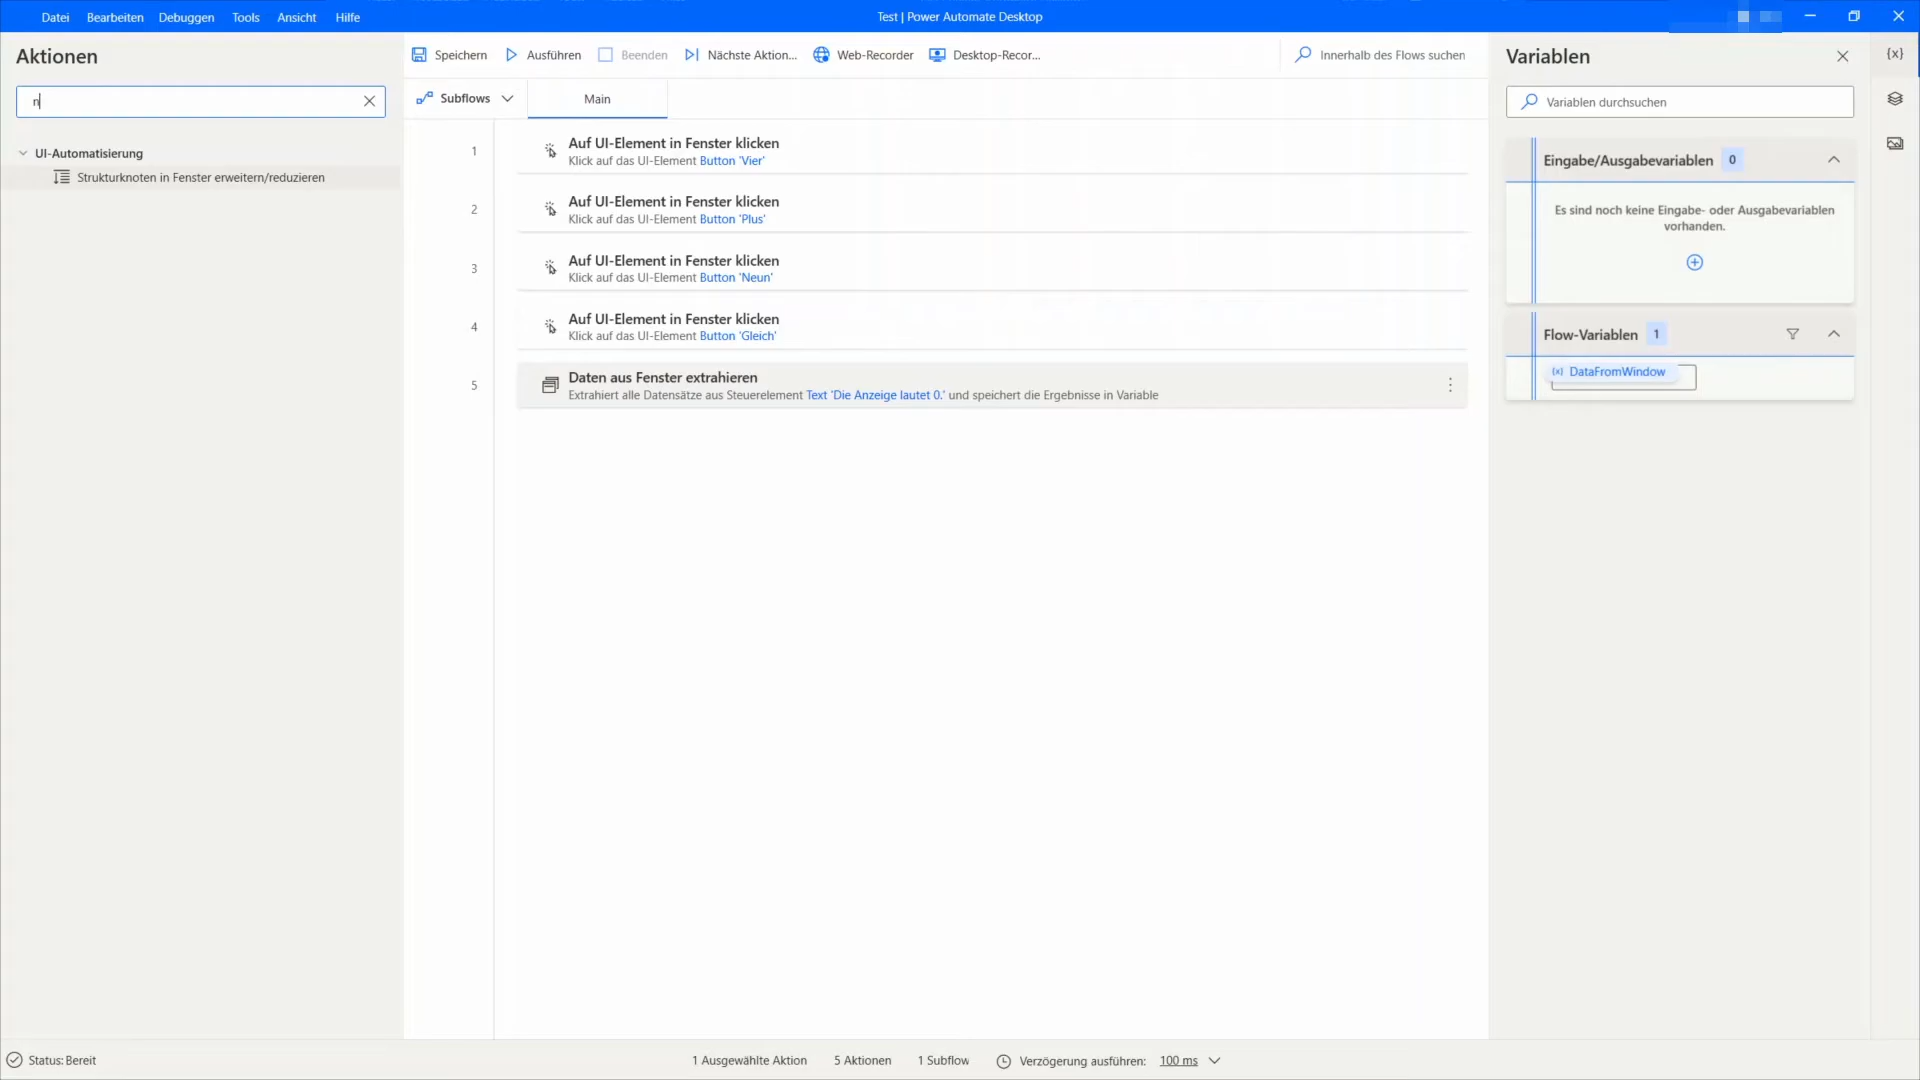 Datei Bearbeiten Debuggen Tools Ansicht Hilfe
Test | Power Automate Desktop
Aktionen
n
UI-Automatisierung
Strukturknoten in Fenster erweitern/reduzieren
Speichern Ausführen Beenden Nächste Aktion... Web-Recorder Desktop-Recor... Innerhalb des Flows suchen
Subflows Main
1 Auf UI-Element in Fenster klicken
Klick auf das UI-Element Button 'Vier'
2 Auf UI-Element in Fenster klicken
Klick auf das UI-Element Button 'Plus'
3 Auf UI-Element in Fenster klicken
Klick auf das UI-Element Button 'Neun'
4 Auf UI-Element in Fenster klicken
Klick auf das UI-Element Button 'Gleich'
5 Daten aus Fenster extrahieren
Extrahiert alle Datensätze aus Steuerelement Text 'Die Anzeige lautet 0.' und speichert die Ergebnisse in Variable
Variablen
Variablen durchsuchen
Eingabe/Ausgabevariablen 0
Es sind noch keine Eingabe- oder Ausgabevariablen
vorhanden.
Flow-Variablen 1
{x} DataFromWindow
{x}
Status: Bereit 1 Ausgewählte Aktion 5 Aktionen 1 Subflow Verzögerung ausführen: 100 ms